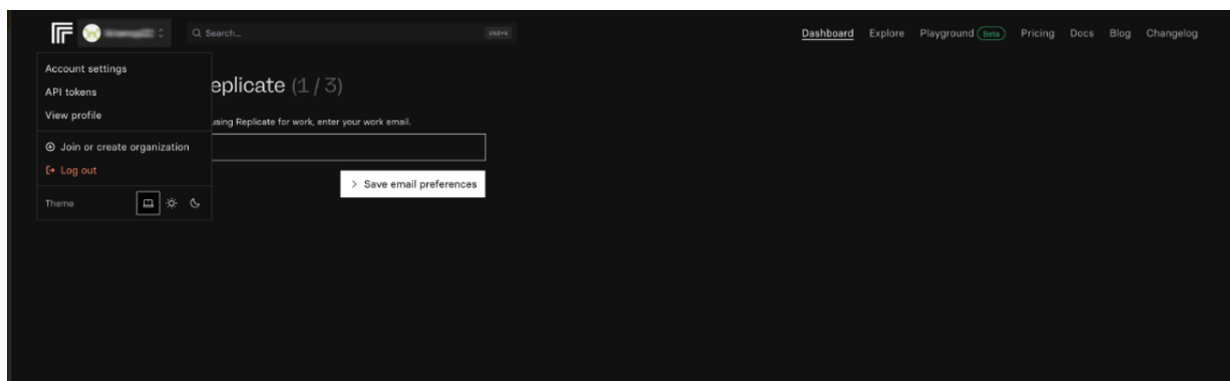 Search...
cmd+k
Dashboard Explore Playground Beta Pricing Docs Blog Changelog
Account settings
API tokens
View profile
Join or create organization
Log out
Theme
eplicate (1 / 3)
using Replicate for work, enter your work email.
Save email preferences